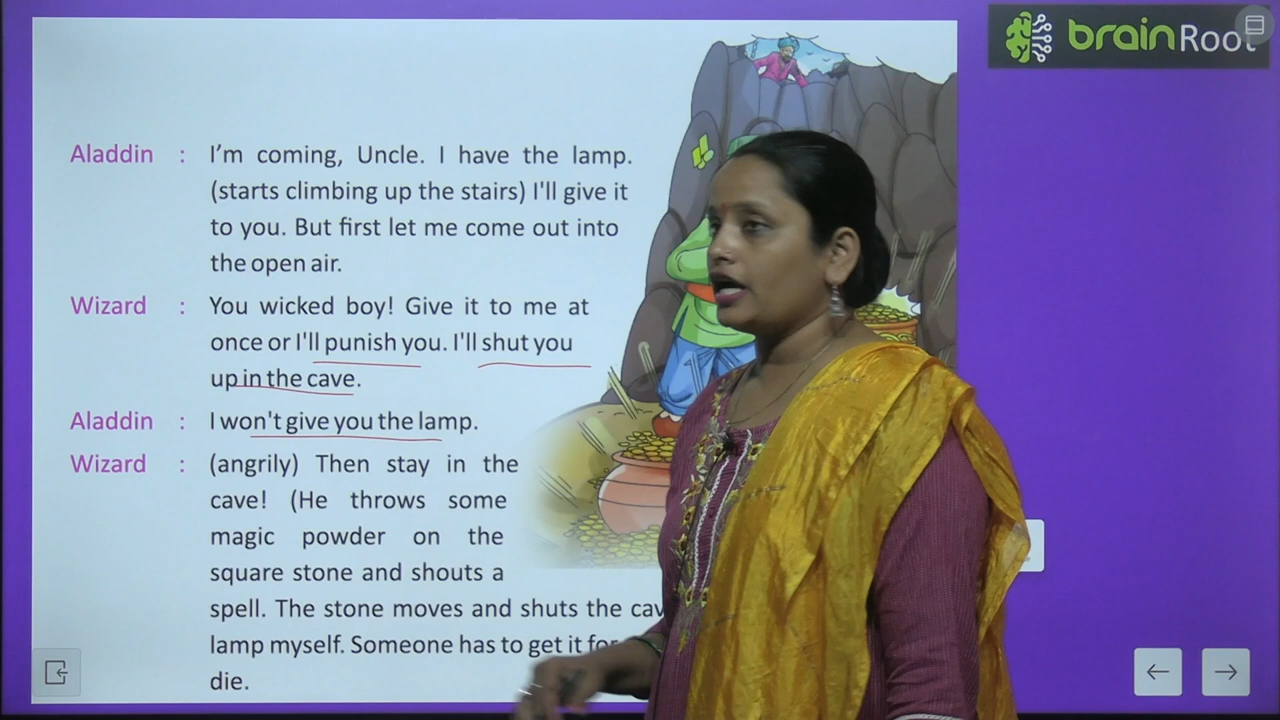 brainRoot
Aladdin : I'm coming, Uncle. I have the lamp.
(starts climbing up the stairs) I'll give it
to you. But first let me come out into
the open air.
Wizard : You wicked boy! Give it to me at
once or I'll punish you. I'll shut you
up in the cave.
Aladdin : I won't give you the lamp.
Wizard : (angrily) Then stay in the
cave! (He throws some
magic powder on the
square stone and shouts a
spell. The stone moves and shuts the
lamp myself. Someone has to get it
die.